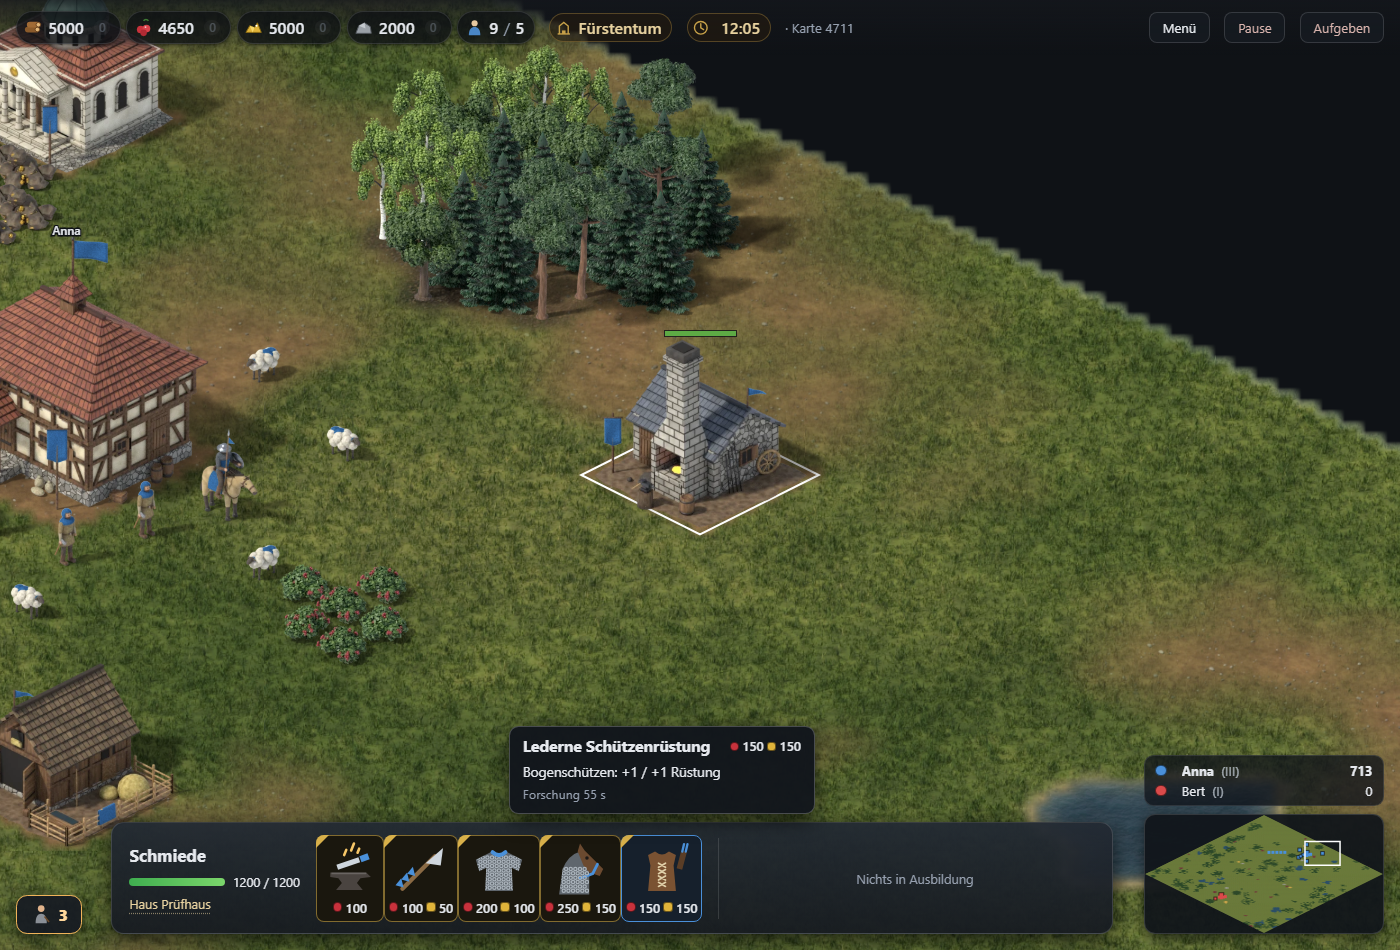 5000 0 4650 0 5000 0 2000 0 9 / 5 Fürstentum 12:05 · Karte 4711 Menü Pause Aufgeben
Anna
Lederne Schützenrüstung 150 150
Bogenschützen: +1 / +1 Rüstung
Forschung 55 s
Anna (III) 713
Bert (I) 0
Schmiede
1200 / 1200
Haus Prüfhaus
100 100 50 200 100 250 150 150 150
Nichts in Ausbildung
3